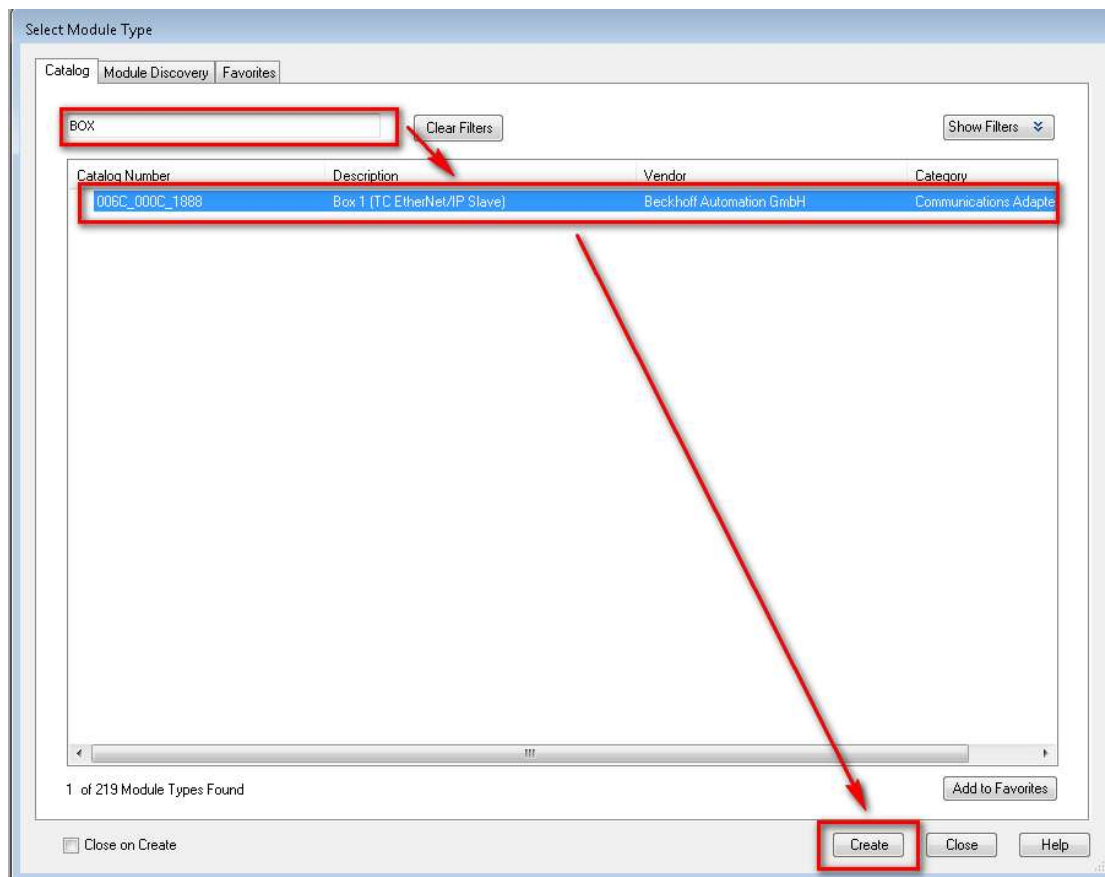 Select Module Type
Catalog Module Discovery Favorites
BOX Clear Filters Show Filters
Catalog Number Description Vendor Category
006C_000C_1888 Box 1 (TC EtherNet/IP Slave) Beckhoff Automation GmbH Communications Adapte
1 of 219 Module Types Found Add to Favorites
Close on Create Create Close Help